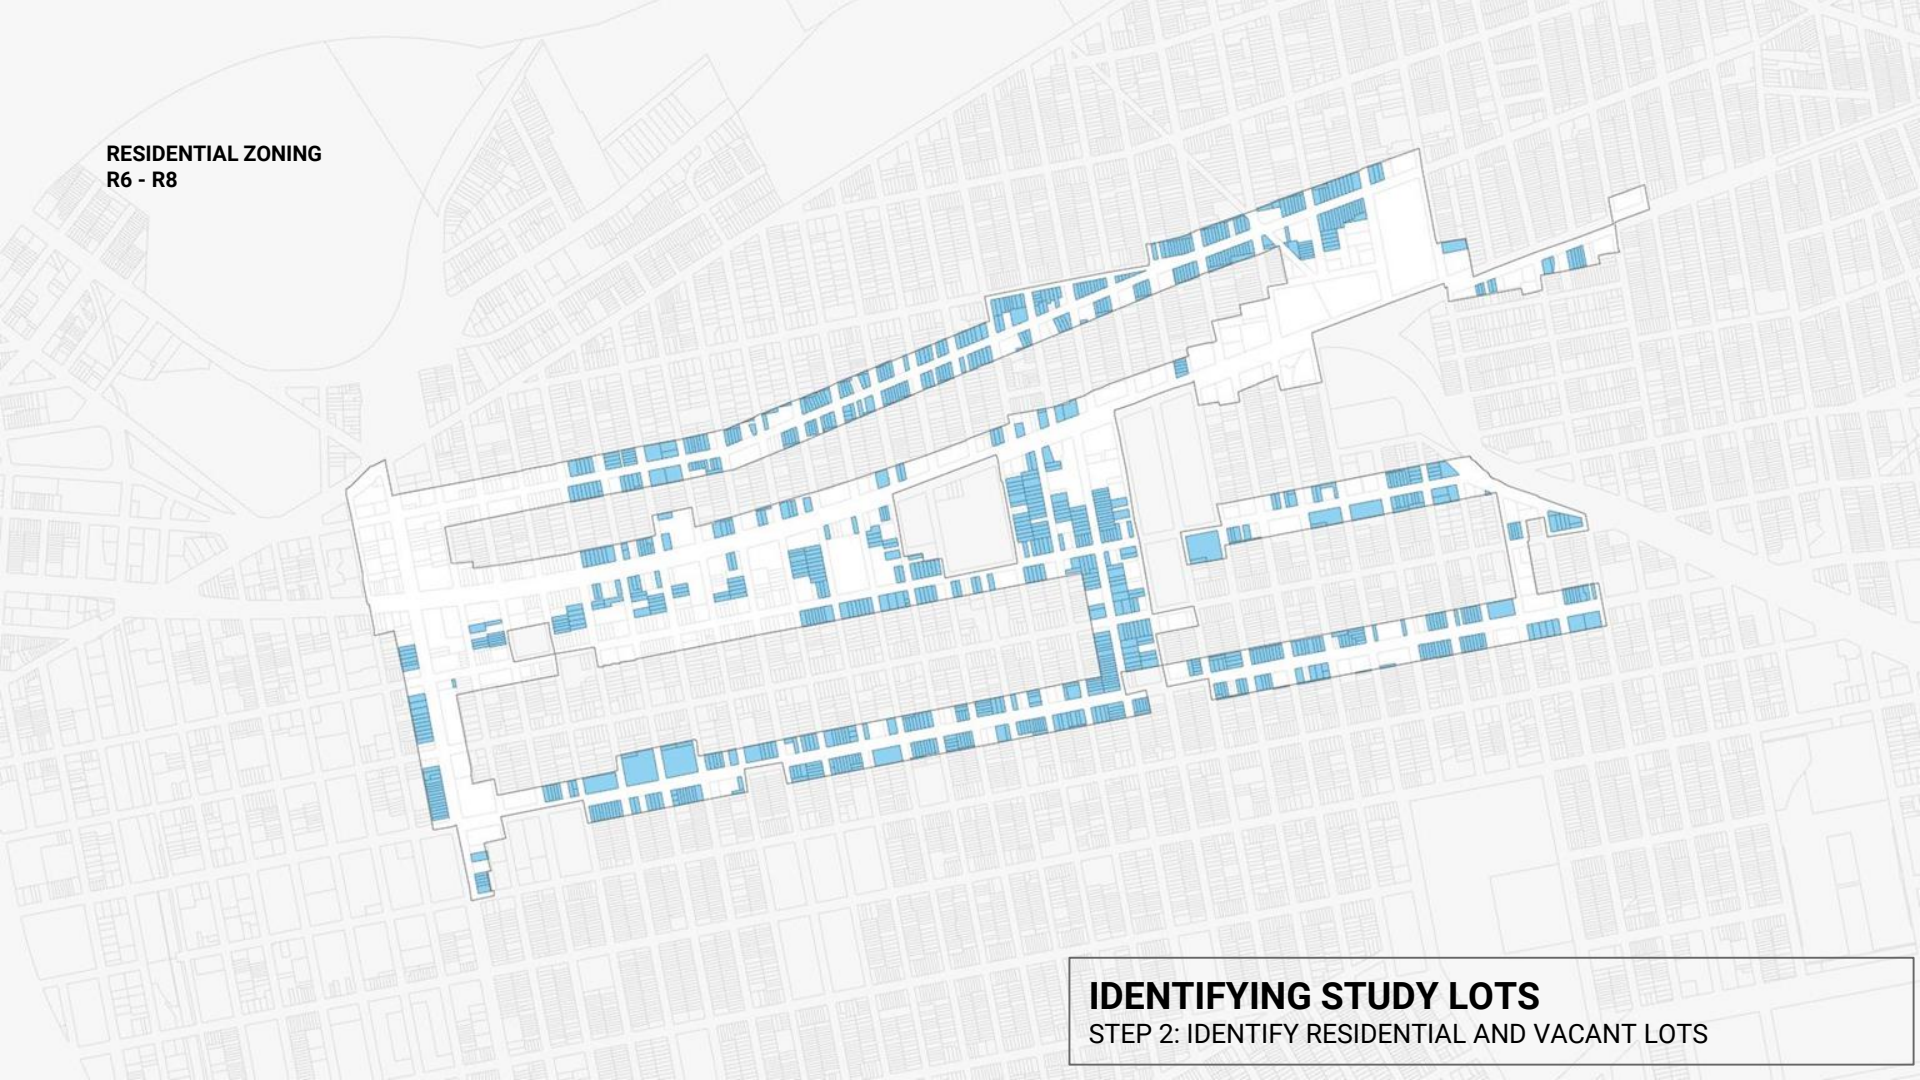 RESIDENTIAL ZONING
R6 - R8
IDENTIFYING STUDY LOTS
STEP 2: IDENTIFY RESIDENTIAL AND VACANT LOTS